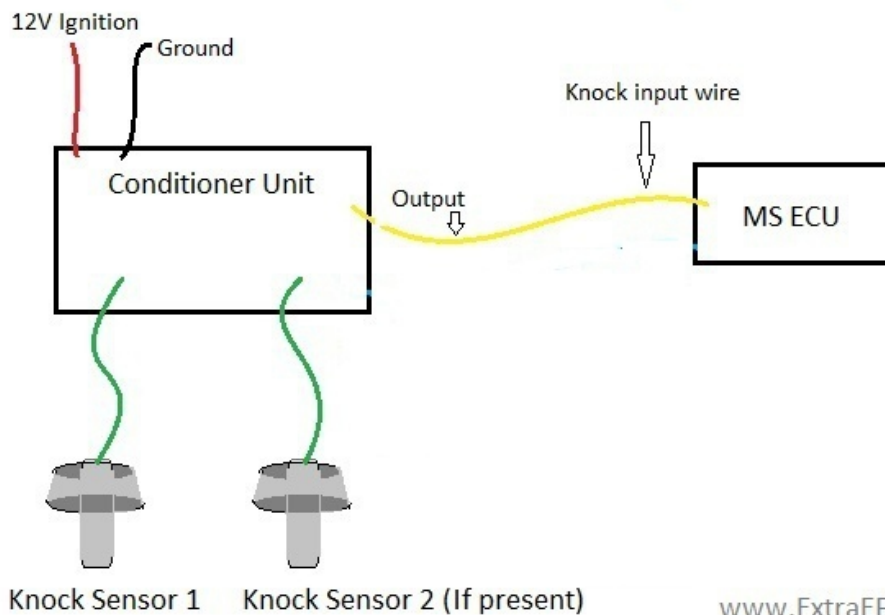 12V Ignition
Ground
Knock input wire
Conditioner Unit
Output
MS ECU
Knock Sensor 1
Knock Sensor 2 (If present)